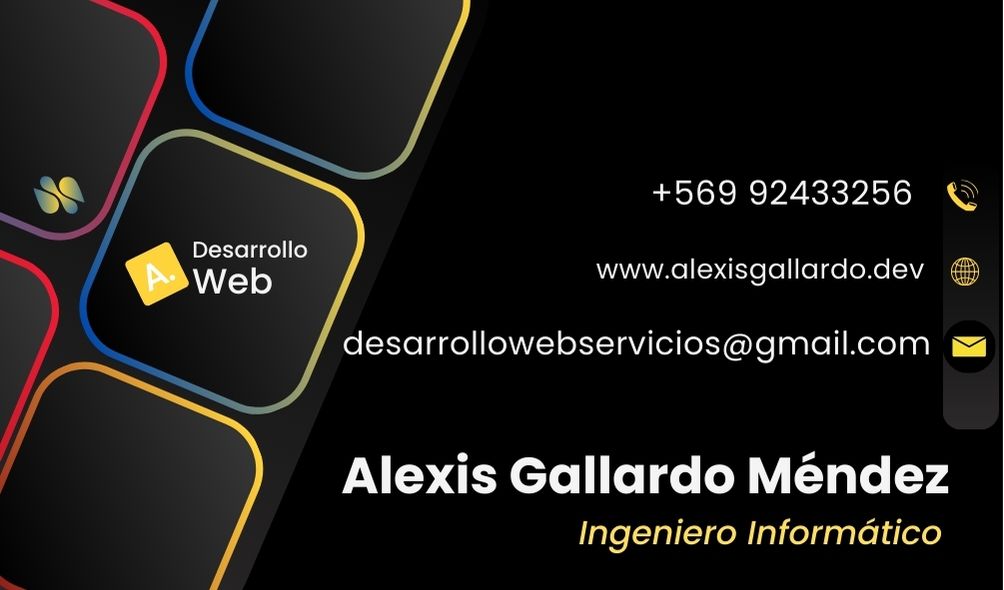 +569 92433256
www.alexisgallardo.dev
desarrollowebservicios@gmail.com
A.
Desarrollo
Web
Alexis Gallardo Méndez
Ingeniero Informático